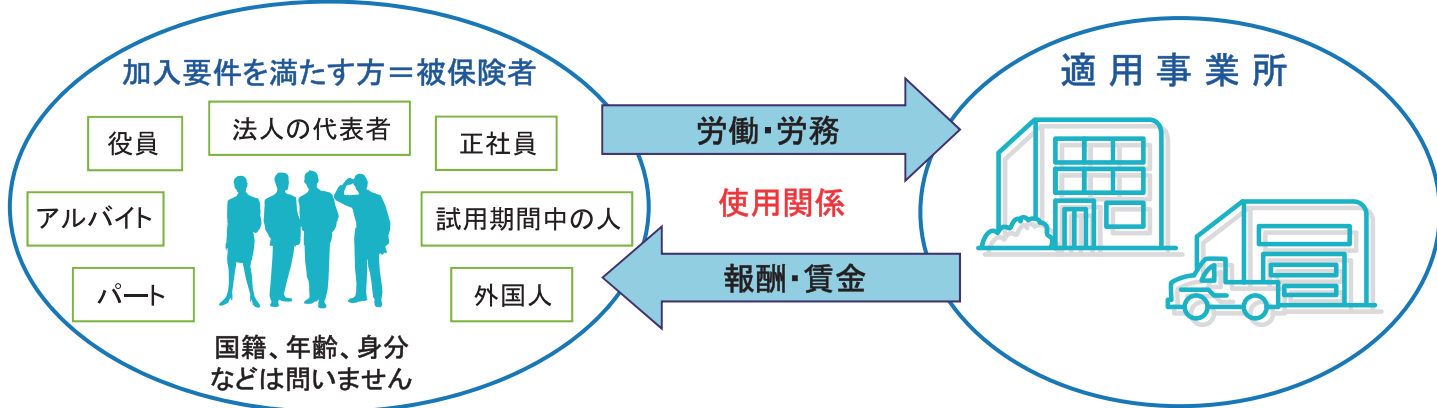 加入要件を満たす方＝被保険者
法人の代表者
役員
正社員
アルバイト
試用期間中の人
パート
外国人
国籍、年齢、身分
などは問いません
労働・労務
使用関係
報酬・賃金
適用事業所